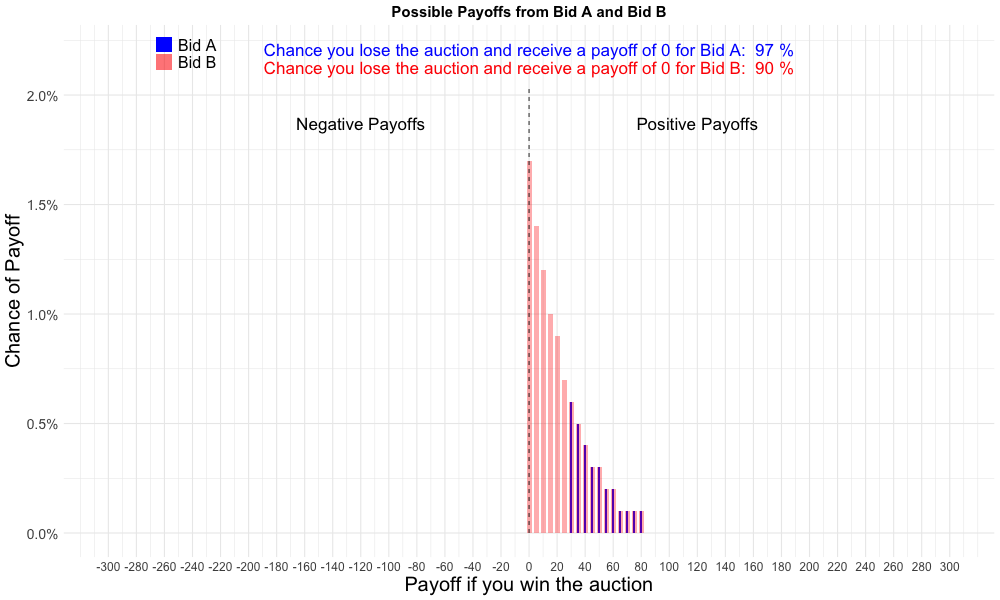 Possible Payoffs from Bid A and Bid B
Bid A
Bid B
Chance you lose the auction and receive a payoff of 0 for Bid A:  97 %
Chance you lose the auction and receive a payoff of 0 for Bid B:  90 %
Negative Payoffs
Positive Payoffs
Chance of Payoff
2.0%
1.5%
1.0%
0.5%
0.0%
-300 -280 -260 -240 -220 -200 -180 -160 -140 -120 -100 -80 -60 -40 -20 0 20 40 60 80 100 120 140 160 180 200 220 240 260 280 300
Payoff if you win the auction